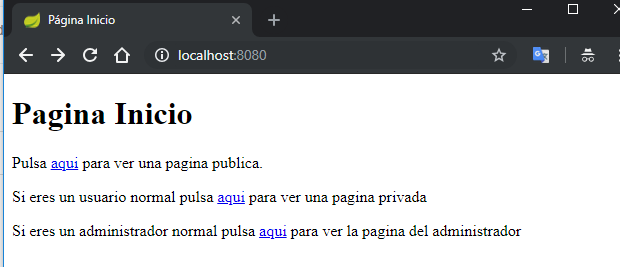 Página Inicio
localhost:8080
Pagina Inicio
Pulsa aqui para ver una pagina publica.
Si eres un usuario normal pulsa aqui para ver una pagina privada
Si eres un administrador normal pulsa aqui para ver la pagina del administrador